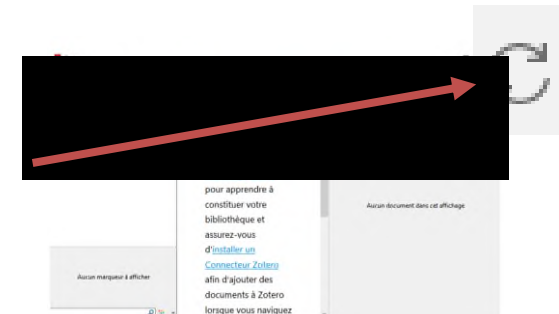 pour apprendre à
constituer votre
bibliothèque et
assurez-vous
d'installer un
Connecteur Zotero
afin d'ajouter des
documents à Zotero
lorsque vous naviguez
Aucun document dans cet affichage
Aucun marqueur à afficher